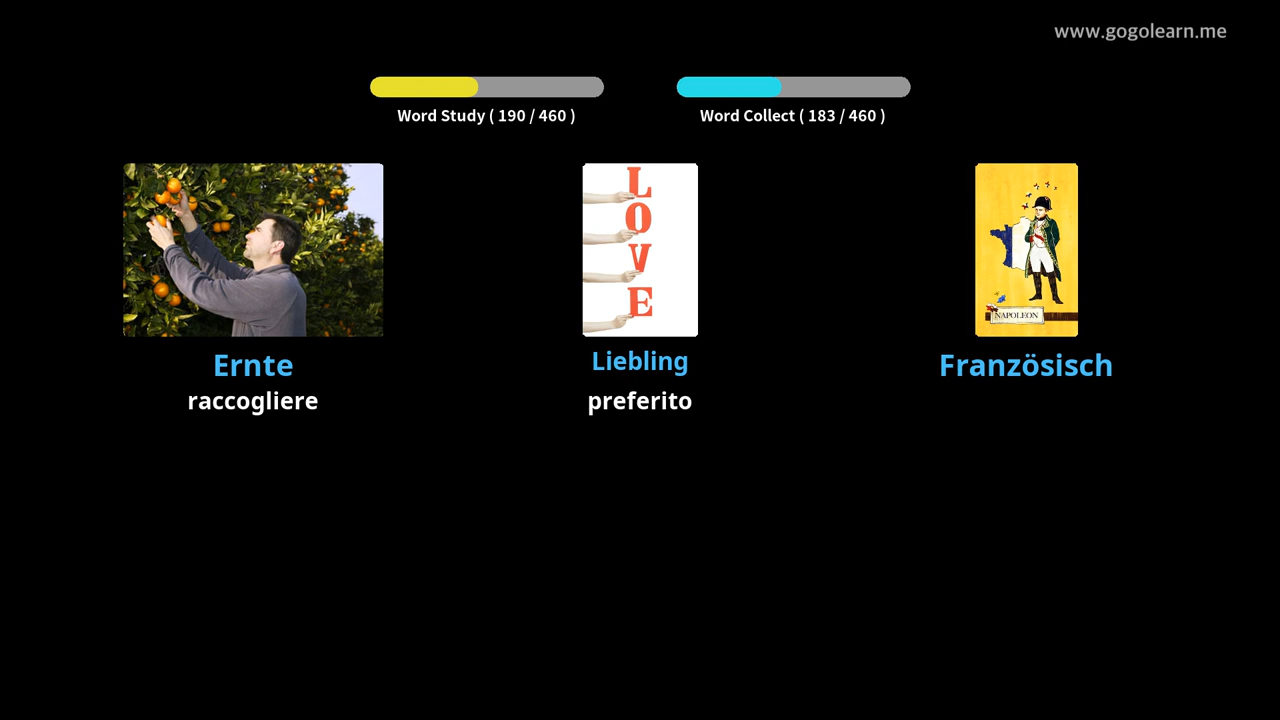 www.gogolearn.me
Word Study ( 190 / 460 )
Word Collect ( 183 / 460 )
L
O
V
E
NAPOLEON
Ernte
Liebling
Französisch
raccogliere
preferito